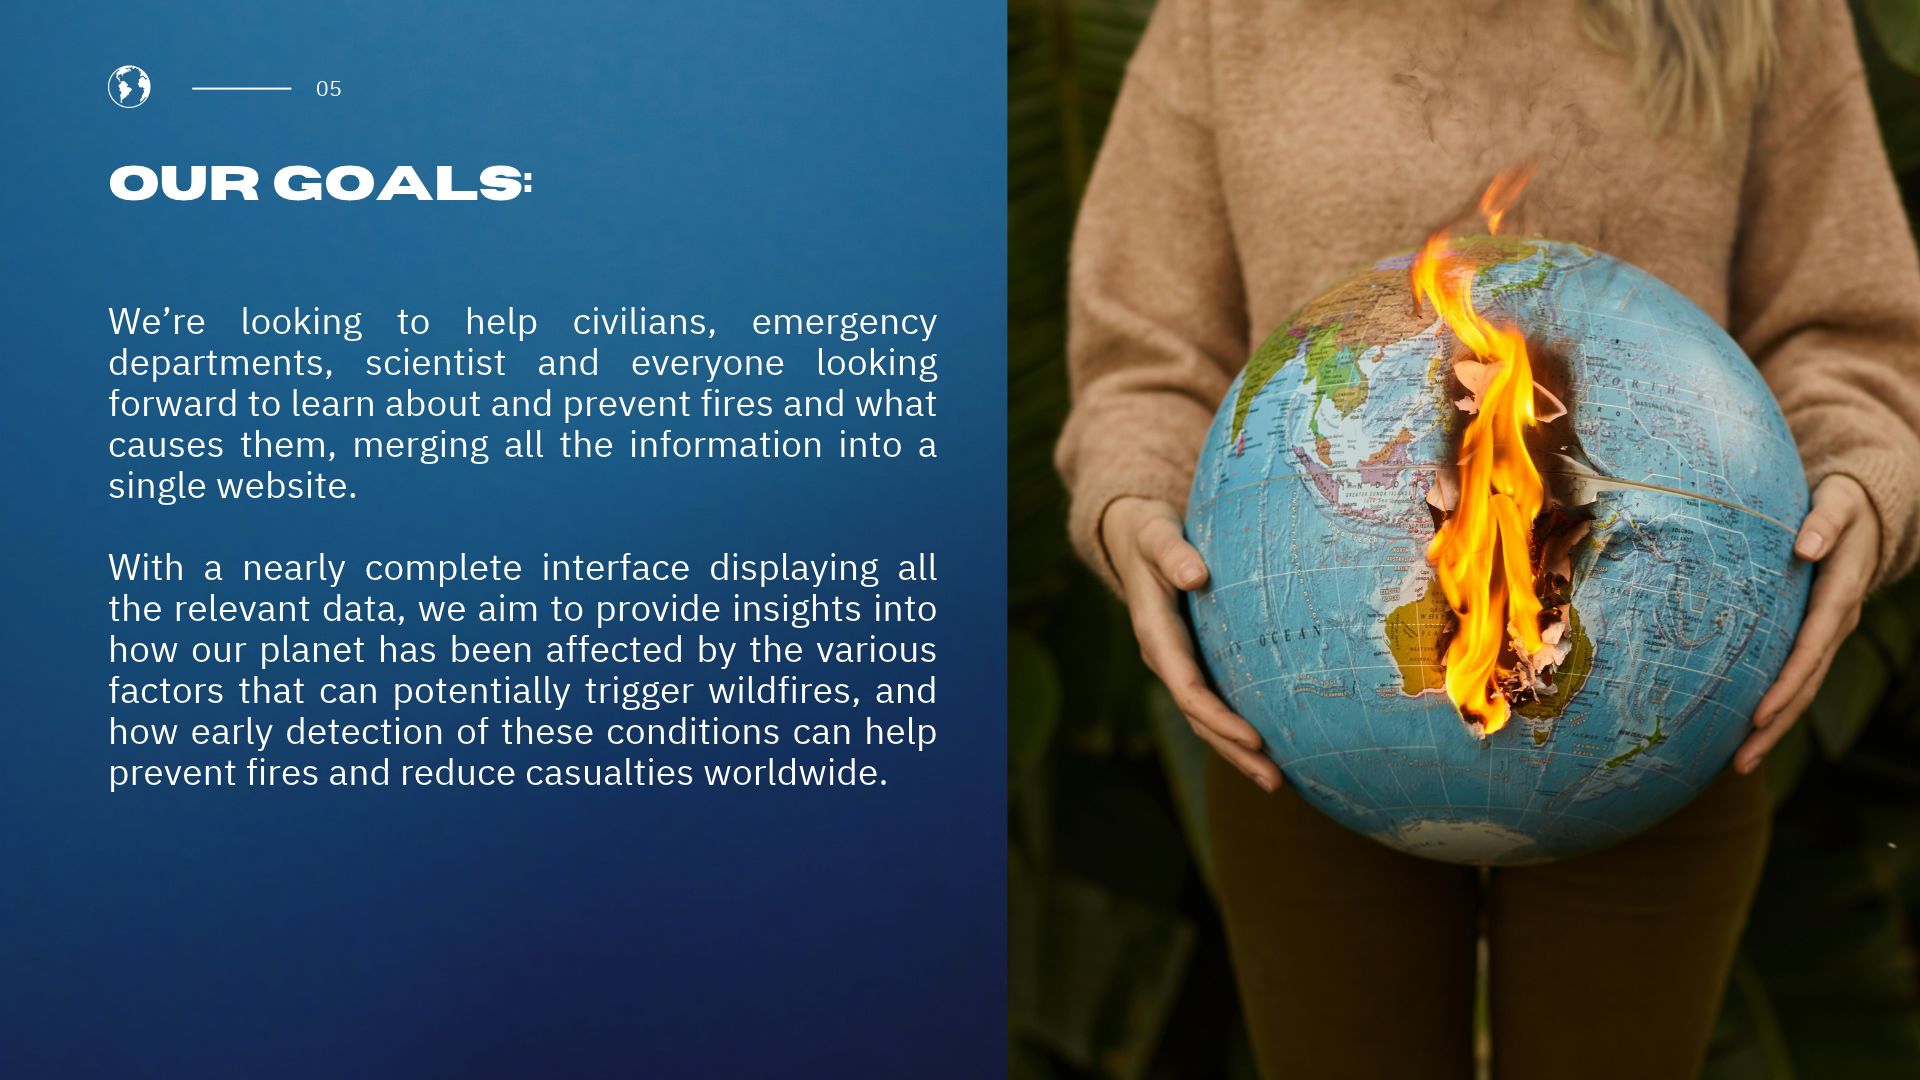 05
OUR GOALS:
We’re looking to help civilians, emergency
departments, scientist and everyone looking
forward to learn about and prevent fires and what
causes them, merging all the information into a
single website.
With a nearly complete interface displaying all
the relevant data, we aim to provide insights into
how our planet has been affected by the various
factors that can potentially trigger wildfires, and
how early detection of these conditions can help
prevent fires and reduce casualties worldwide.
NORTH
OCEAN